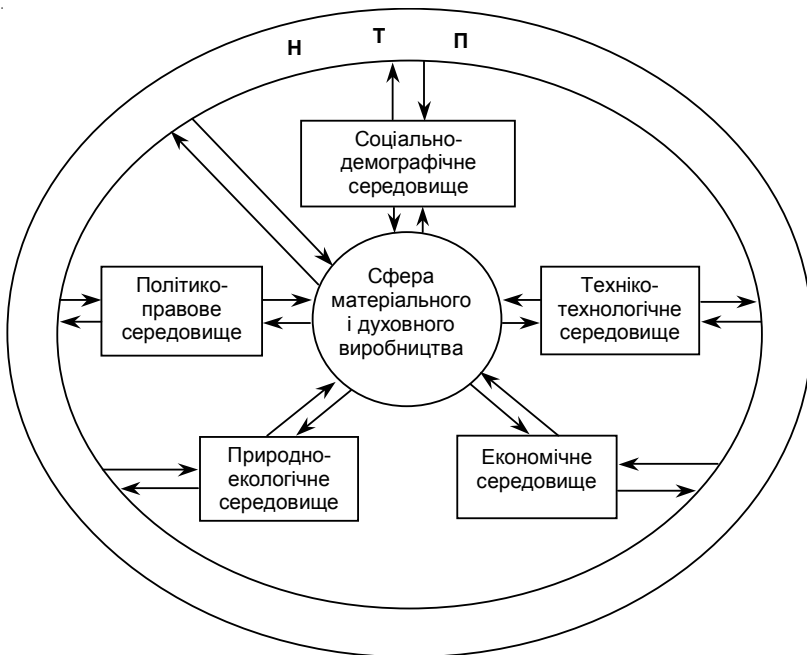 Н Т П
Соціально-
демографічне
середовище
Політико-
правове
середовище
Сфера
матеріального
і духовного
виробництва
Техніко-
технологічне
середовище
Природно-
екологічне
середовище
Економічне
середовище